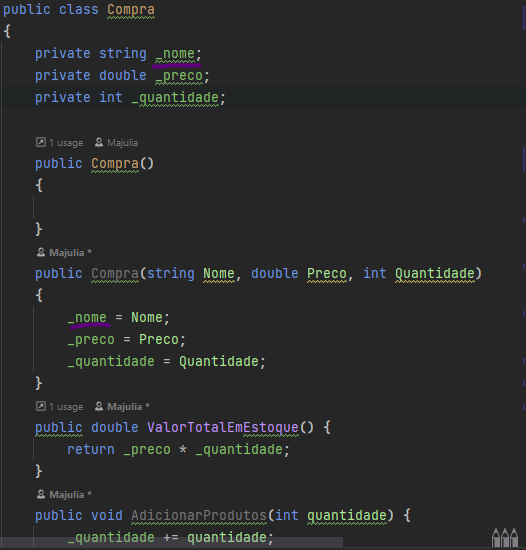 public class Compra
{
private string _nome;
private double _preco;
private int _quantidade;
1 usage Majulia
public Compra()
{
}
Majulia *
public Compra(string Nome, double Preco, int Quantidade)
{
_nome = Nome;
_preco = Preco;
_quantidade = Quantidade;
}
1 usage Majulia *
public double ValorTotalEmEstoque() {
return _preco * _quantidade;
}
Majulia *
public void AdicionarProdutos(int quantidade) {
_quantidade += quantidade;